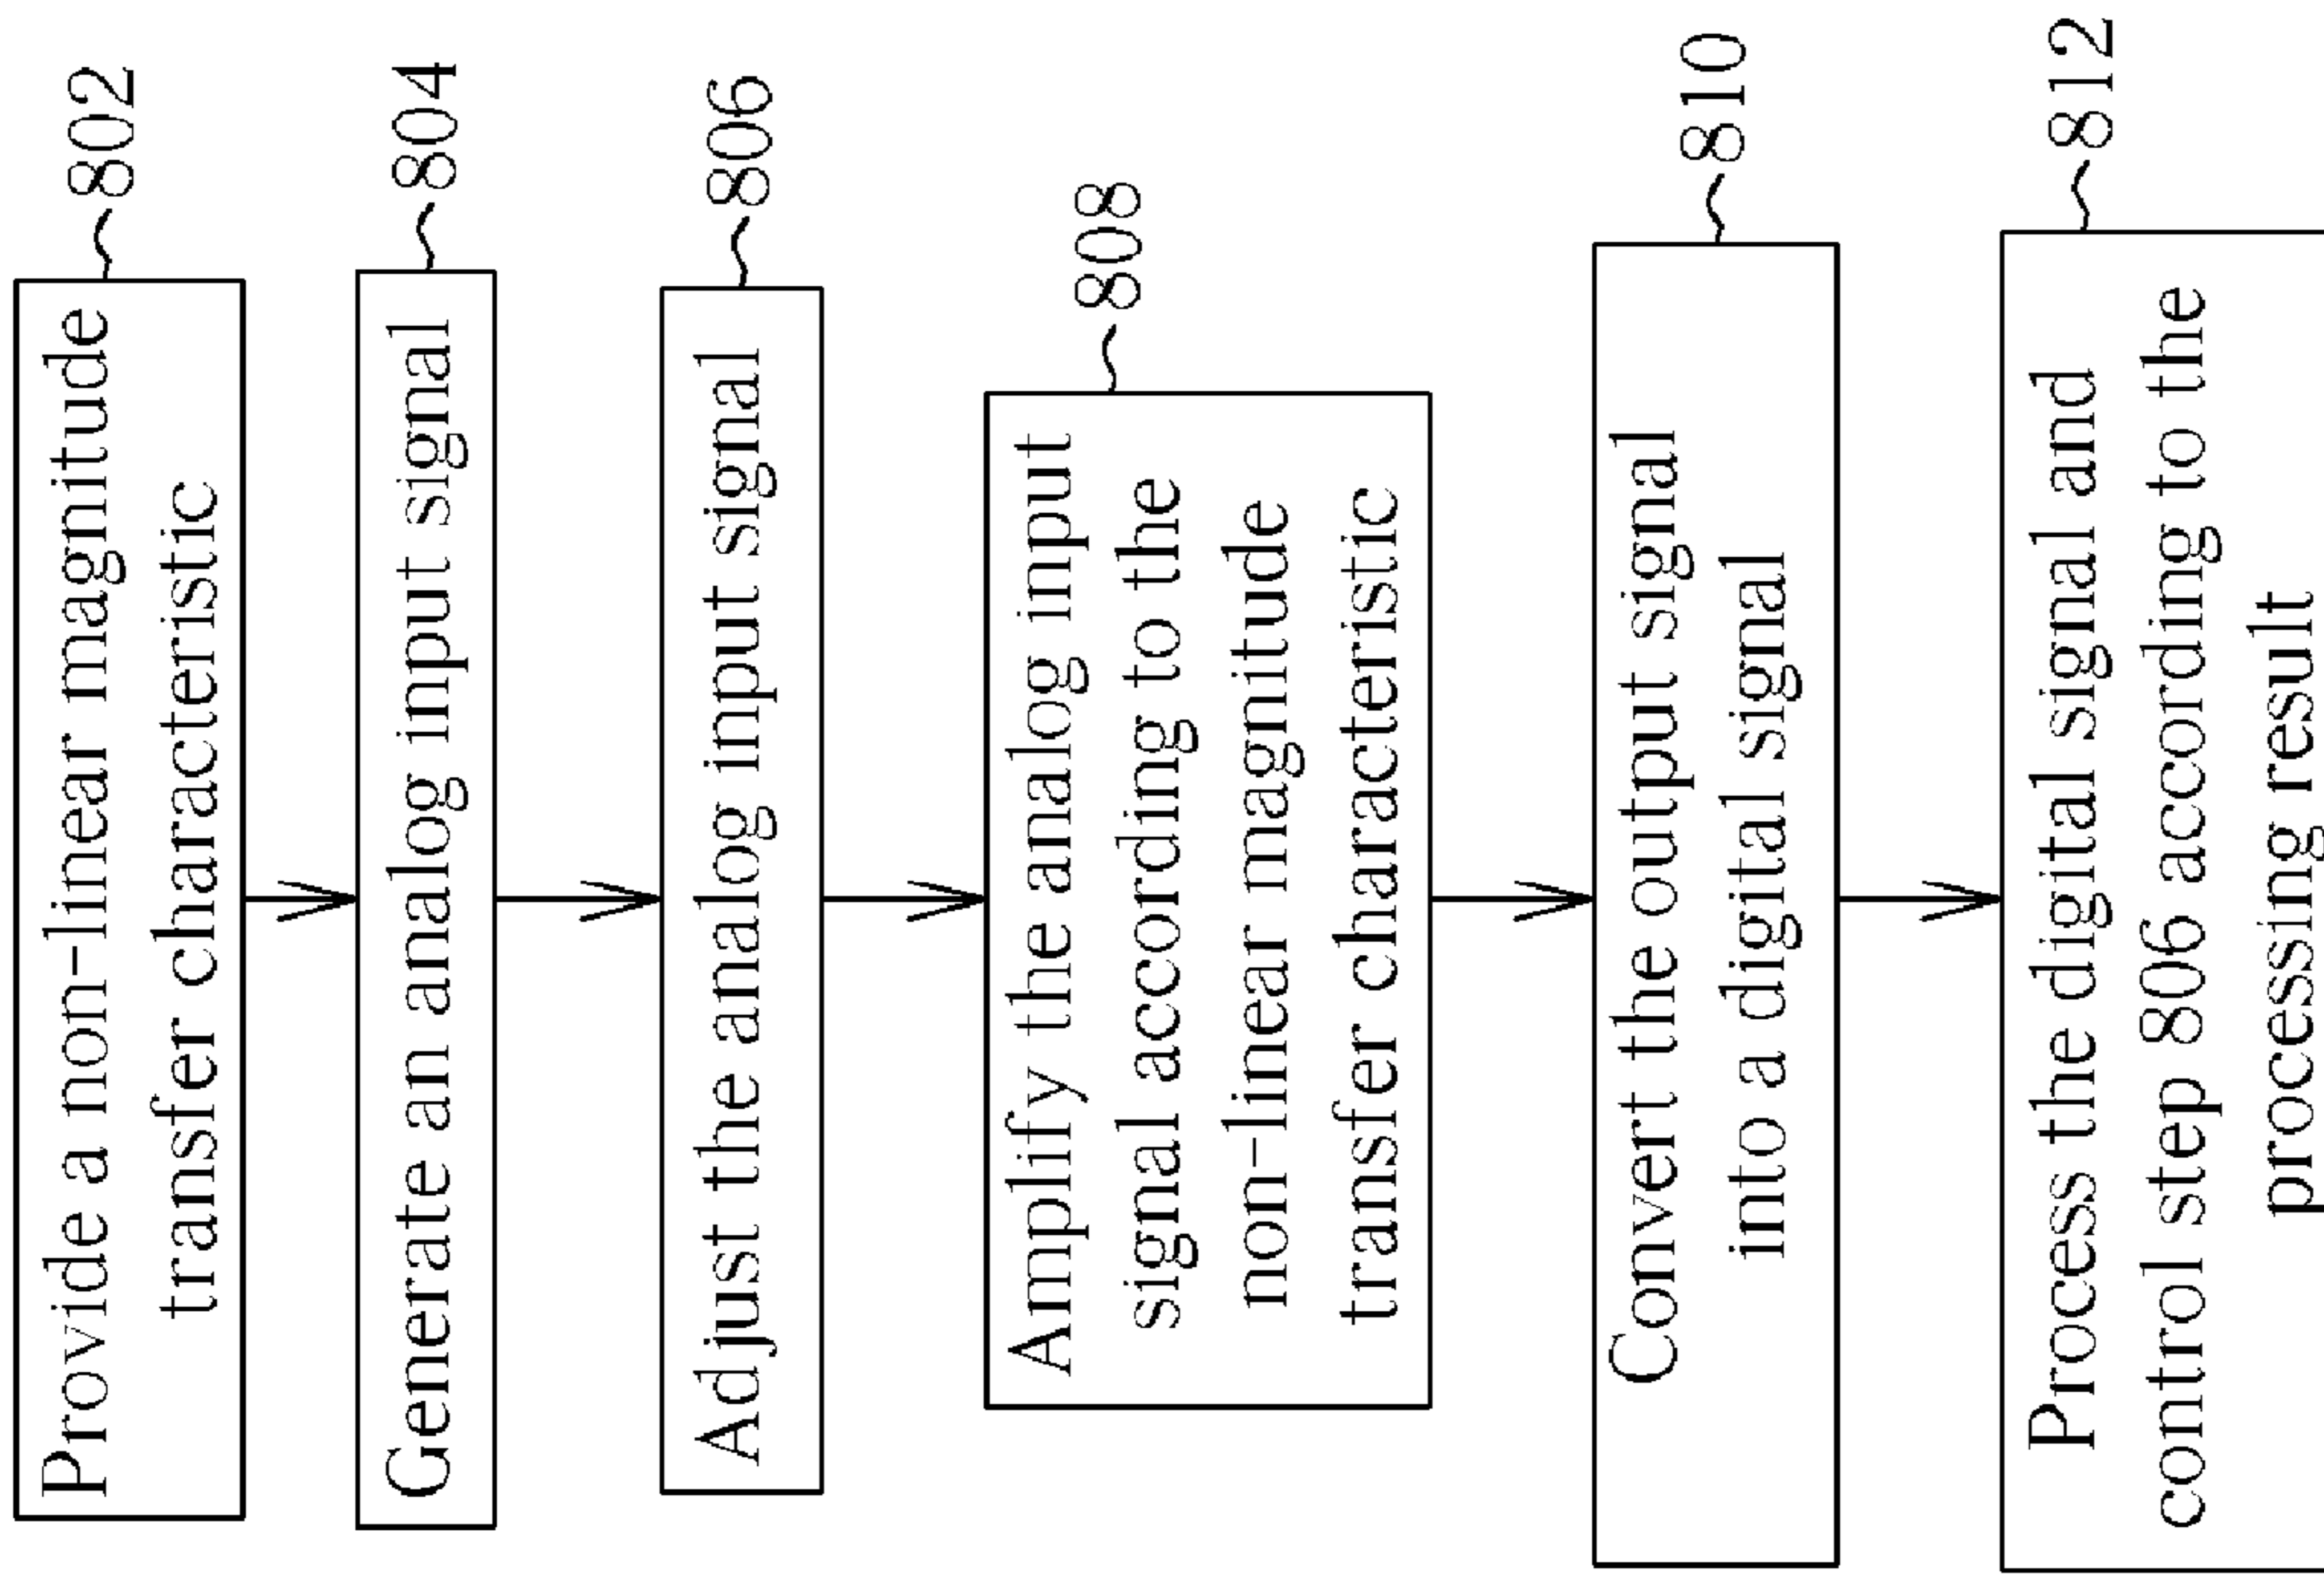 Provide a non-linear magnitude
transfer characteristic
802
Generate an analog input signal
804
Adjust the analog input signal
806
Amplify the analog input
signal according to the
non-linear magnitude
transfer characteristic
808
Convert the output signal
into a digital signal
810
Process the digital signal and
control step 806 according to the
processing result
812